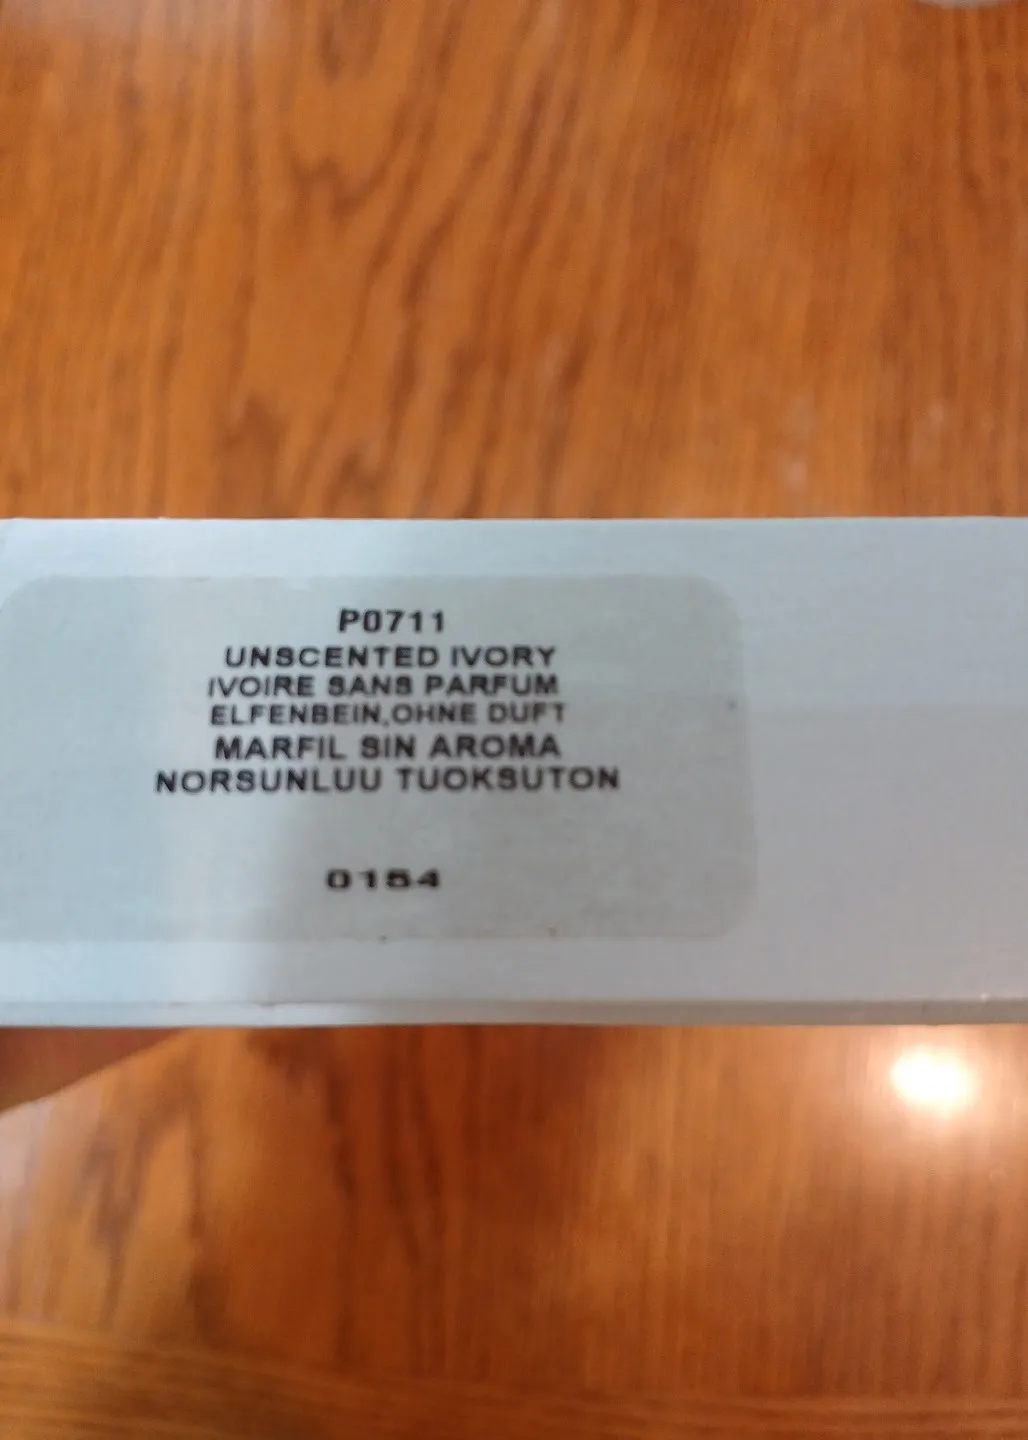 P0711
UNSCENTED IVORY
IVOIRE SANS PARFUM
ELFENBEIN,OHNE DUFT
MARFIL SIN AROMA
NORSUNLUU TUOKSUTON
0154